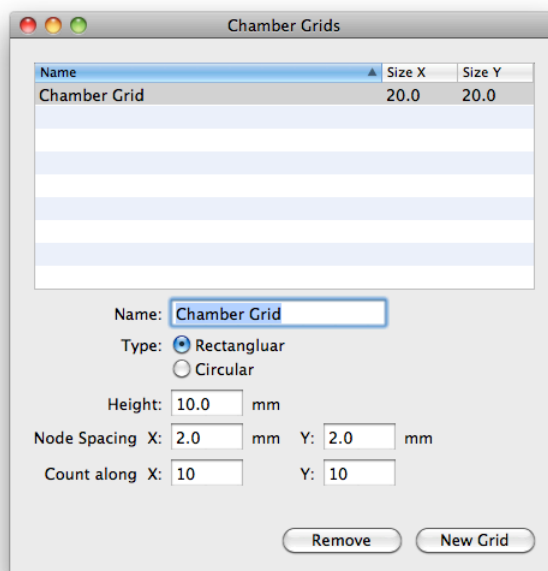 Chamber Grids
Name Size X Size Y
Chamber Grid 20.0 20.0
Name: Chamber Grid
Type: Rectangluar
Circular
Height: 10.0 mm
Node Spacing X: 2.0 mm Y: 2.0 mm
Count along X: 10 Y: 10
Remove New Grid